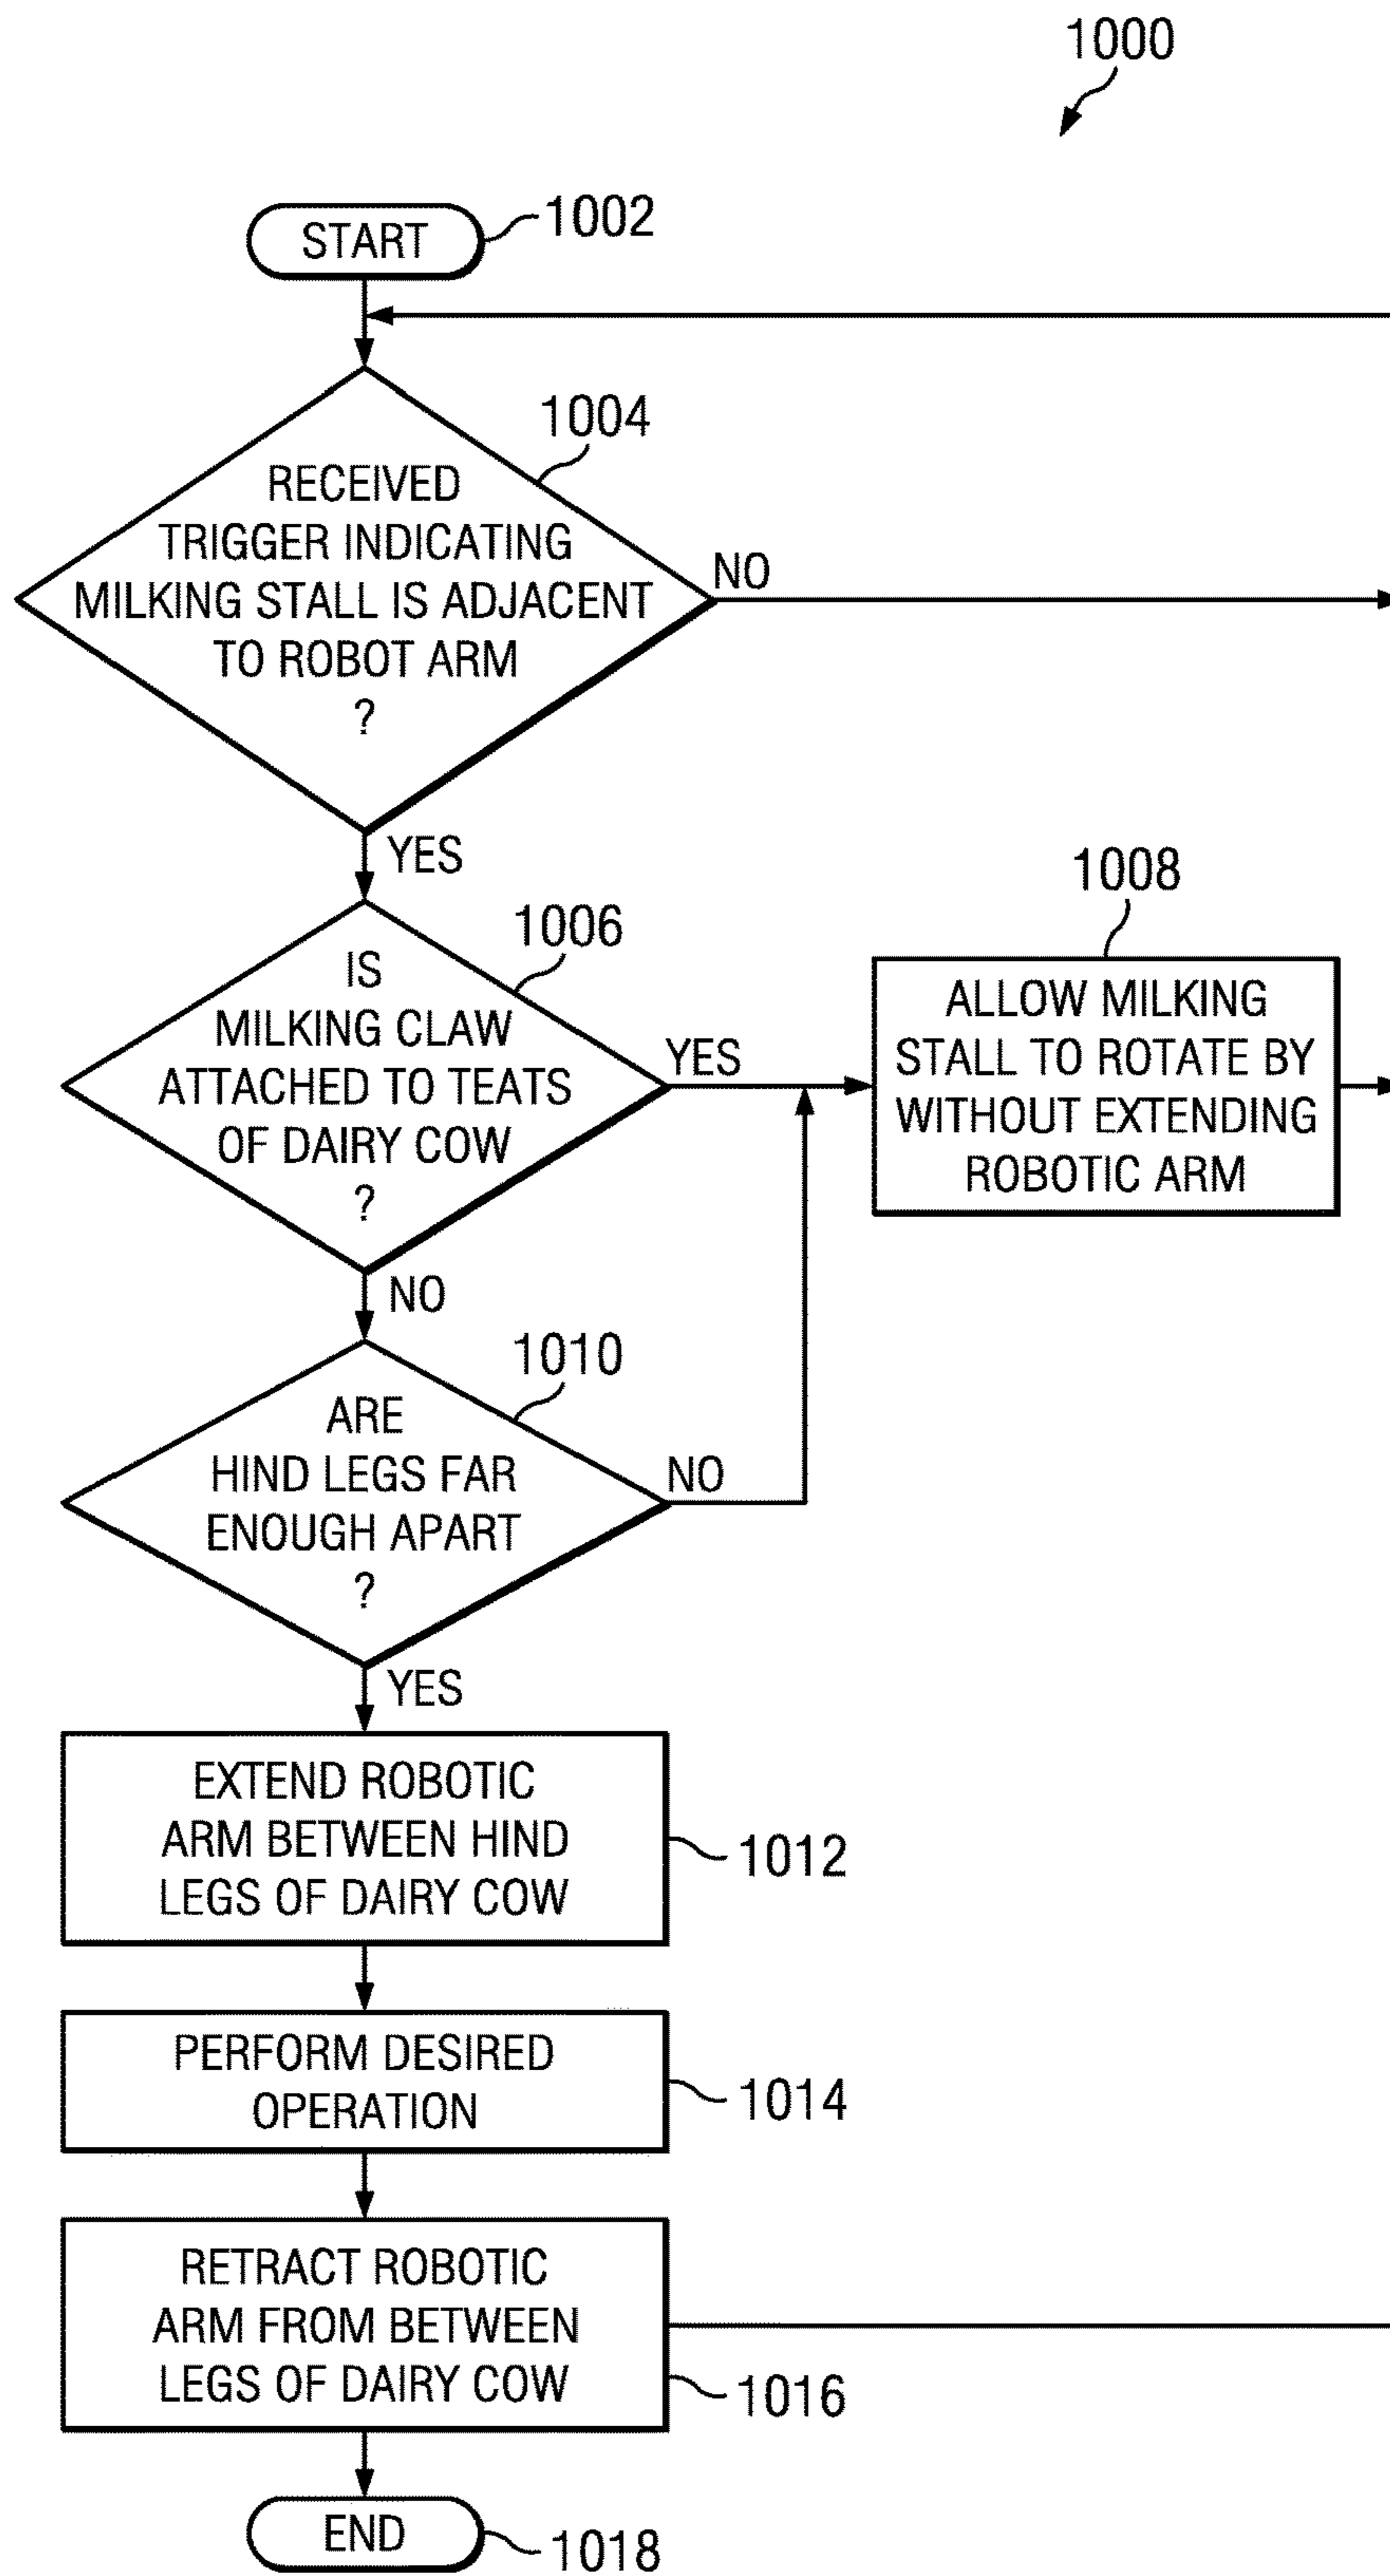 1000
START
1002
1004
RECEIVED
TRIGGER INDICATING
MILKING STALL IS ADJACENT
TO ROBOT ARM
?
NO
YES
1006
IS
MILKING CLAW
ATTACHED TO TEATS
OF DAIRY COW
?
YES
1008
ALLOW MILKING
STALL TO ROTATE BY
WITHOUT EXTENDING
ROBOTIC ARM
NO
1010
ARE
HIND LEGS FAR
ENOUGH APART
?
NO
YES
EXTEND ROBOTIC
ARM BETWEEN HIND
LEGS OF DAIRY COW
1012
PERFORM DESIRED
OPERATION
1014
RETRACT ROBOTIC
ARM FROM BETWEEN
LEGS OF DAIRY COW
1016
END
1018